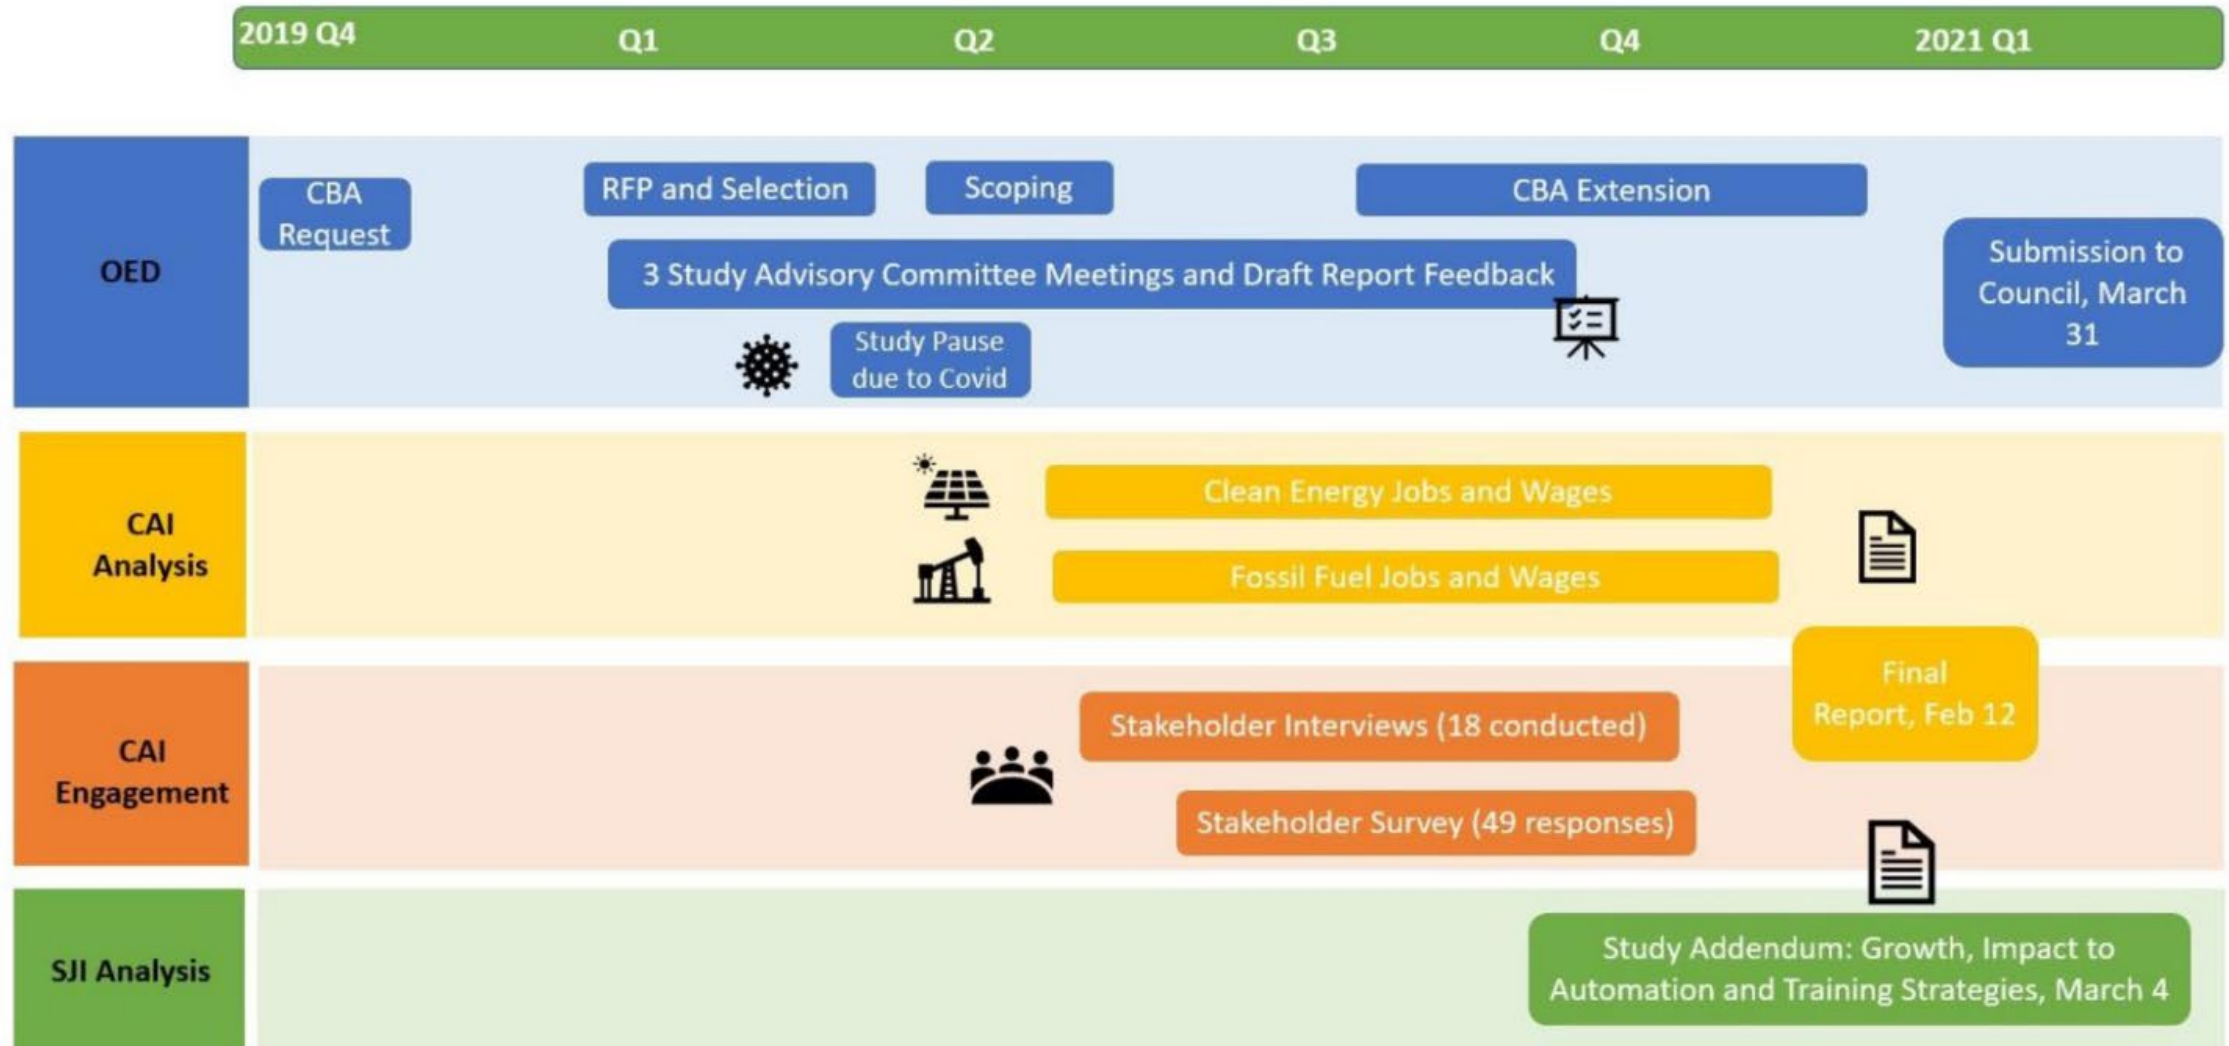 2019 Q4
Q1
Q2
Q3
Q4
2021 Q1
OED
CBA
Request
RFP and Selection
Scoping
CBA Extension
3 Study Advisory Committee Meetings and Draft Report Feedback
Submission to
Council, March
31
Study Pause
due to Covid
CAI
Analysis
Clean Energy Jobs and Wages
Fossil Fuel Jobs and Wages
Final
Report, Feb 12
CAI
Engagement
Stakeholder Interviews (18 conducted)
Stakeholder Survey (49 responses)
SJI Analysis
Study Addendum: Growth, Impact to
Automation and Training Strategies, March 4